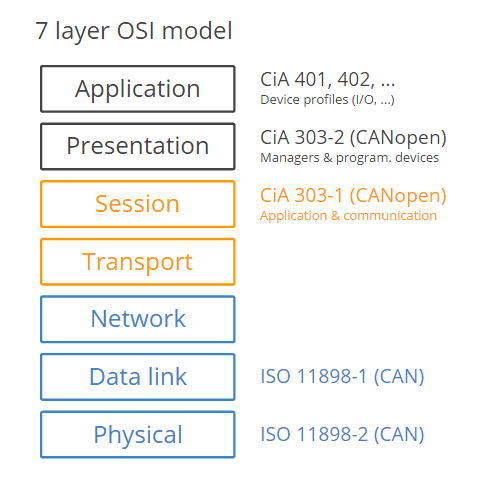 7 layer OSI model
Application
CiA 401, 402, ...
Device profiles (I/O, ...)
Presentation
CiA 303-2 (CANopen)
Managers & program. devices
Session
CiA 303-1 (CANopen)
Application & communication
Transport
Network
Data link
ISO 11898-1 (CAN)
Physical
ISO 11898-2 (CAN)